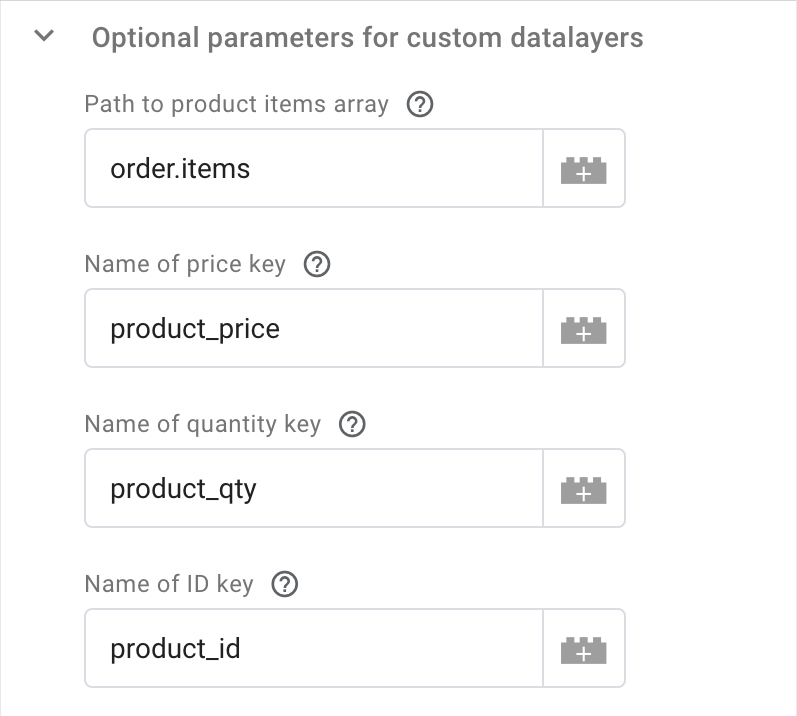 Optional parameters for custom datalayers
Path to product items array
order.items
Name of price key
product_price
Name of quantity key
product_qty
Name of ID key
product_id